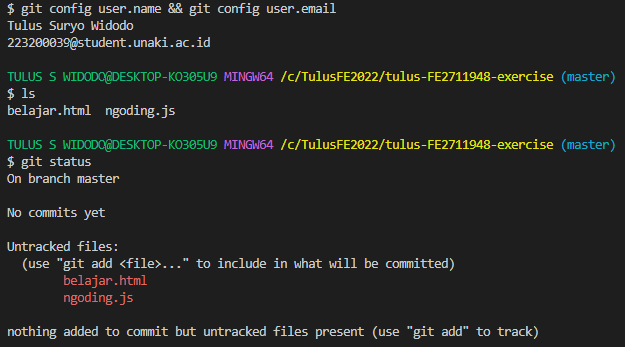 $ git config user.name && git config user.email
Tulus Suryo Widodo
223200039@student.unaki.ac.id
TULUS S WIDODO@DESKTOP-KO305U9 MINGW64 /c/TulusFE2022/tulus-FE2711948-exercise (master)
$ ls
belajar.html  ngoding.js
TULUS S WIDODO@DESKTOP-KO305U9 MINGW64 /c/TulusFE2022/tulus-FE2711948-exercise (master)
$ git status
On branch master
No commits yet
Untracked files:
  (use "git add <file>..." to include in what will be committed)
        belajar.html
        ngoding.js
nothing added to commit but untracked files present (use "git add" to track)